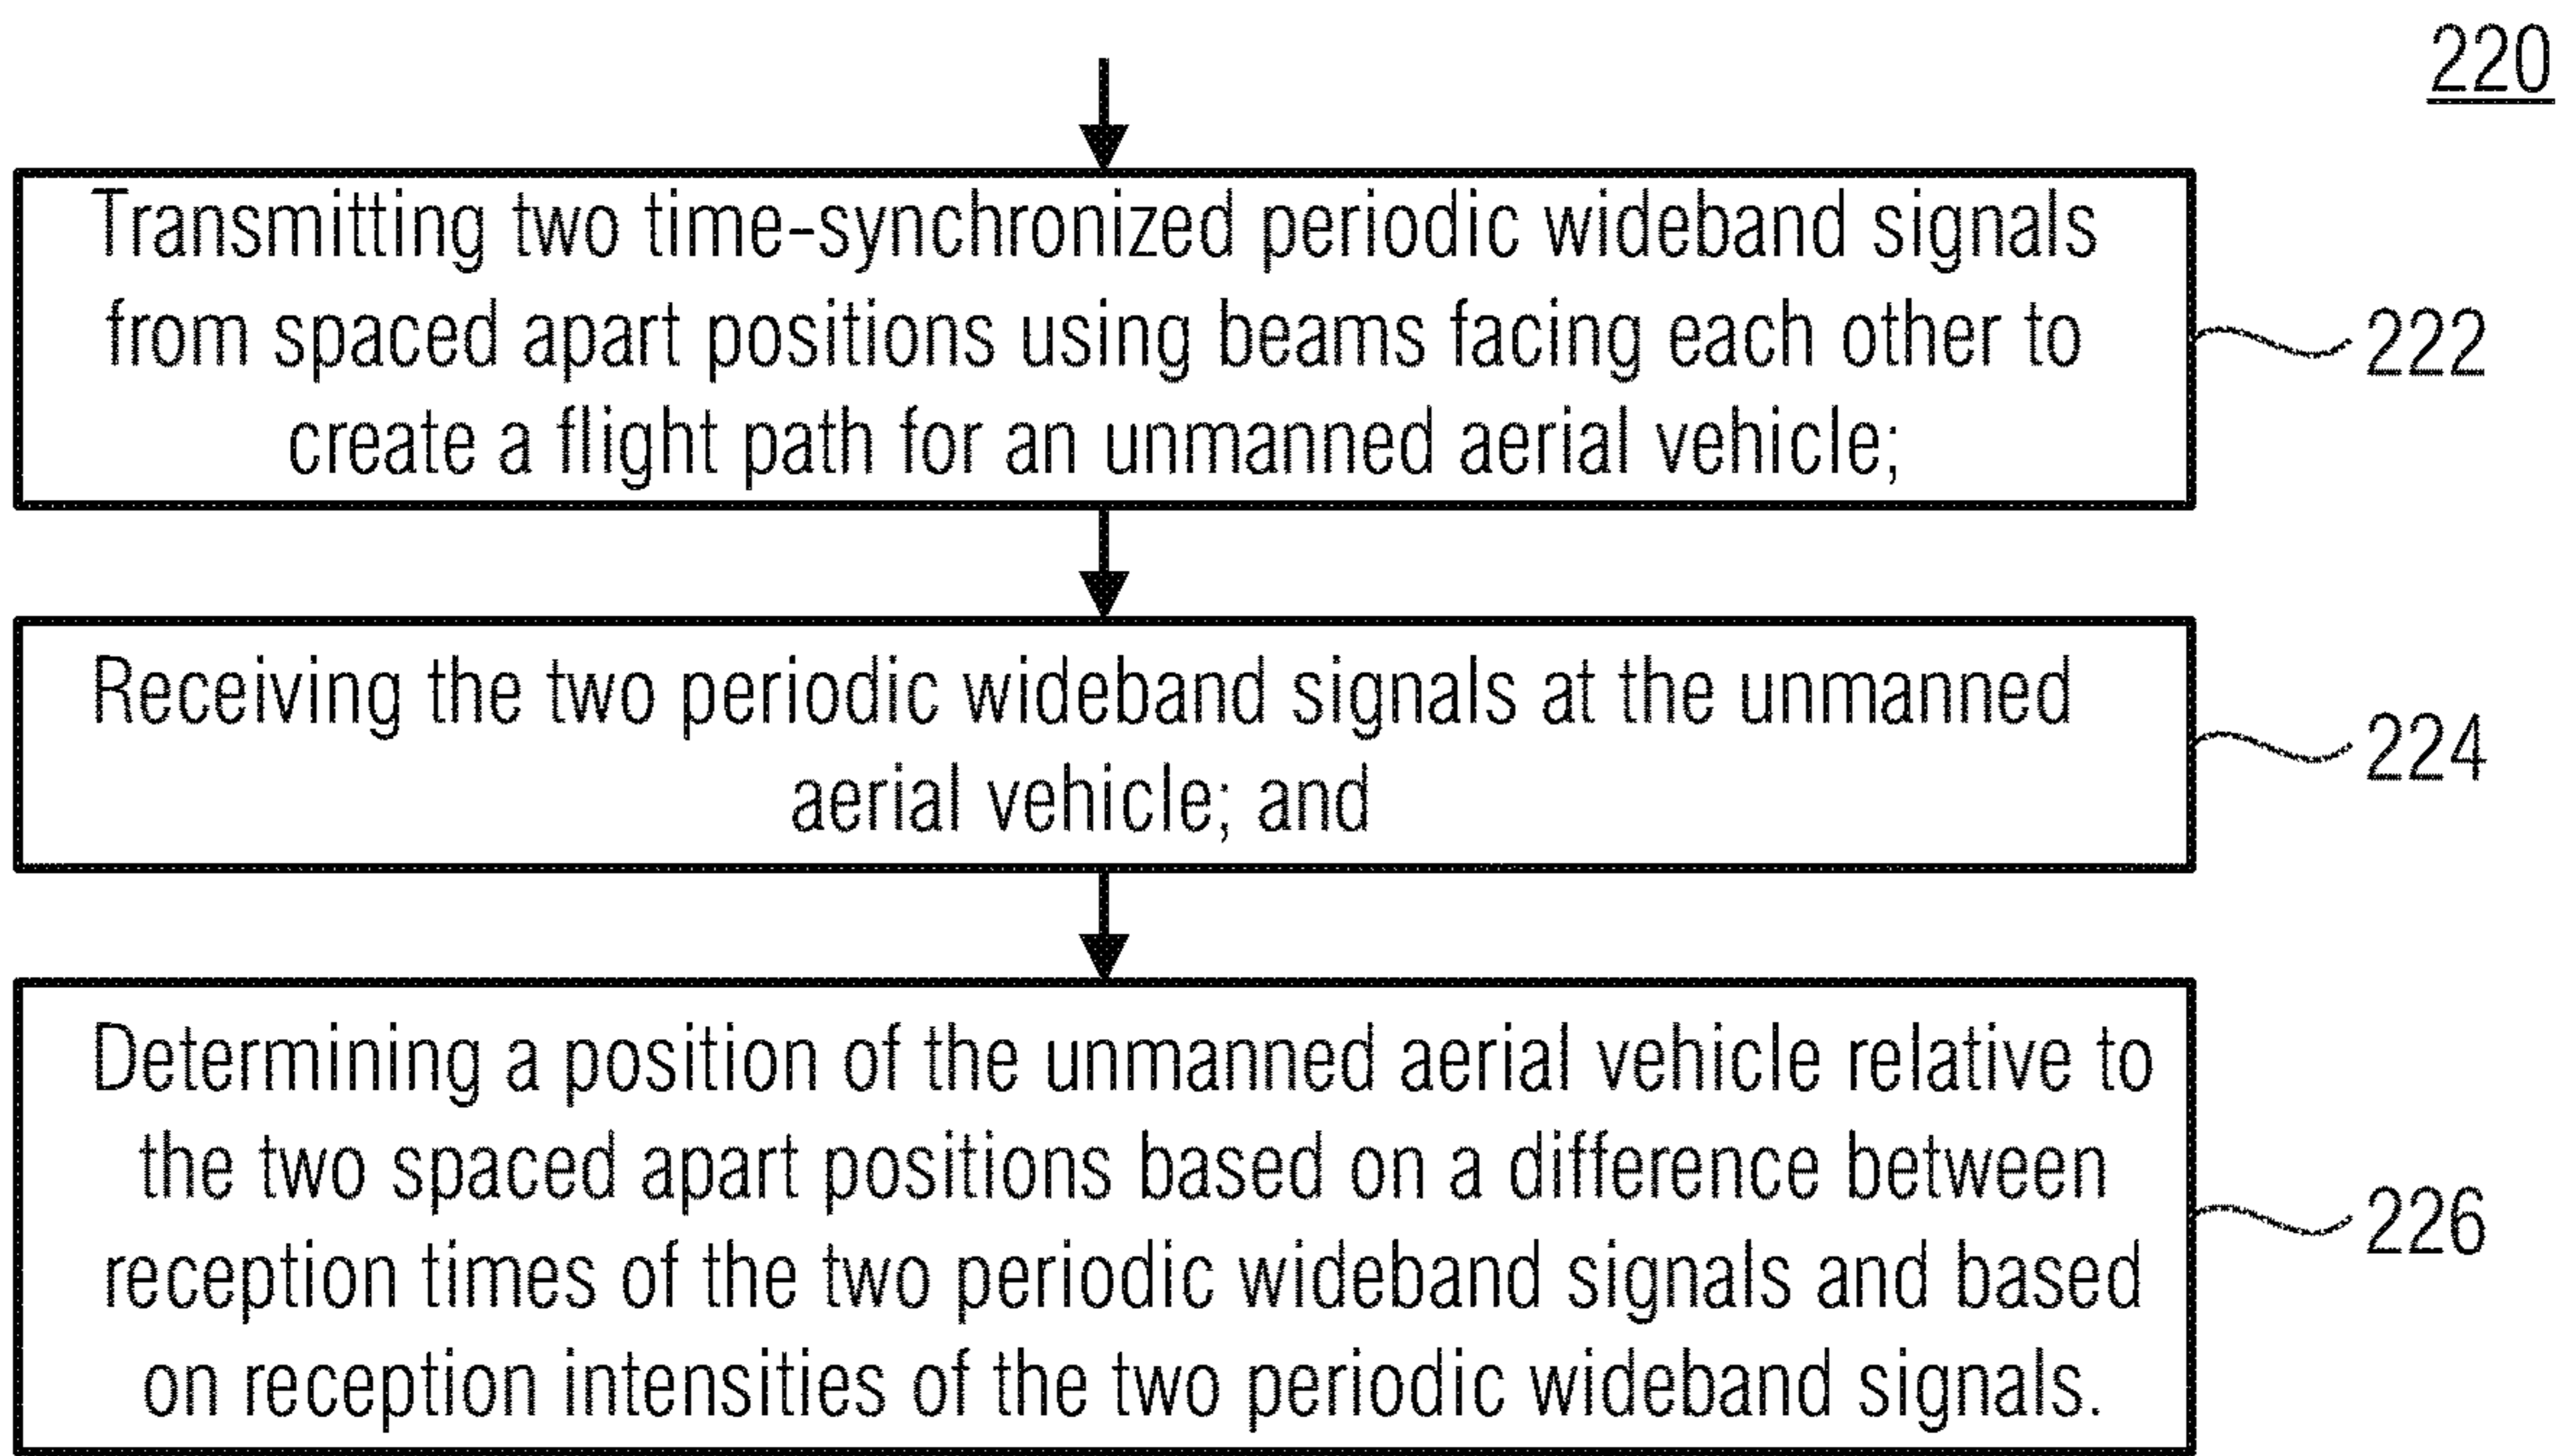 220
Transmitting two time-synchronized periodic wideband signals
from spaced apart positions using beams facing each other to
create a flight path for an unmanned aerial vehicle;
222
Receiving the two periodic wideband signals at the unmanned
aerial vehicle; and
224
Determining a position of the unmanned aerial vehicle relative to
the two spaced apart positions based on a difference between
reception times of the two periodic wideband signals and based
on reception intensities of the two periodic wideband signals.
226